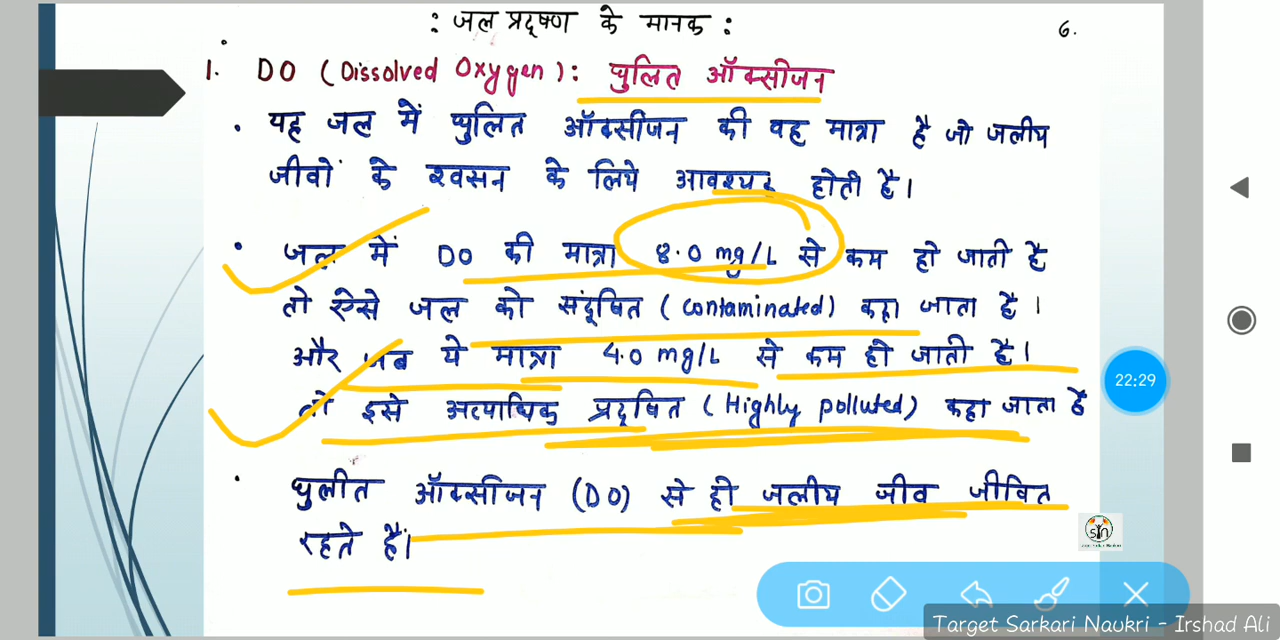 : जल प्रदूषण के मानक :
6.
1. DO (Dissolved Oxygen): घुलित ऑक्सीजन
• यह जल में घुलित ऑक्सीजन की वह मात्रा है जो जलीय
जीवों के श्वसन के लिये आवश्यक होती है।
• जल में DO की मात्रा 8.0 mg/L से कम हो जाती है
तो ऐसे जल को संदूषित (Contaminated) कहा जाता है।
और जब ये मात्रा 4.0 mg/L से कम हो जाती है।
तो इसे अत्याधिक प्रदूषित (Highly polluted) कहा जाता है
22:29
• घुलीत ऑक्सीजन (DO) से ही जलीय जीव जीवित
रहते है।
Target Sarkari Naukri - Irshad Ali